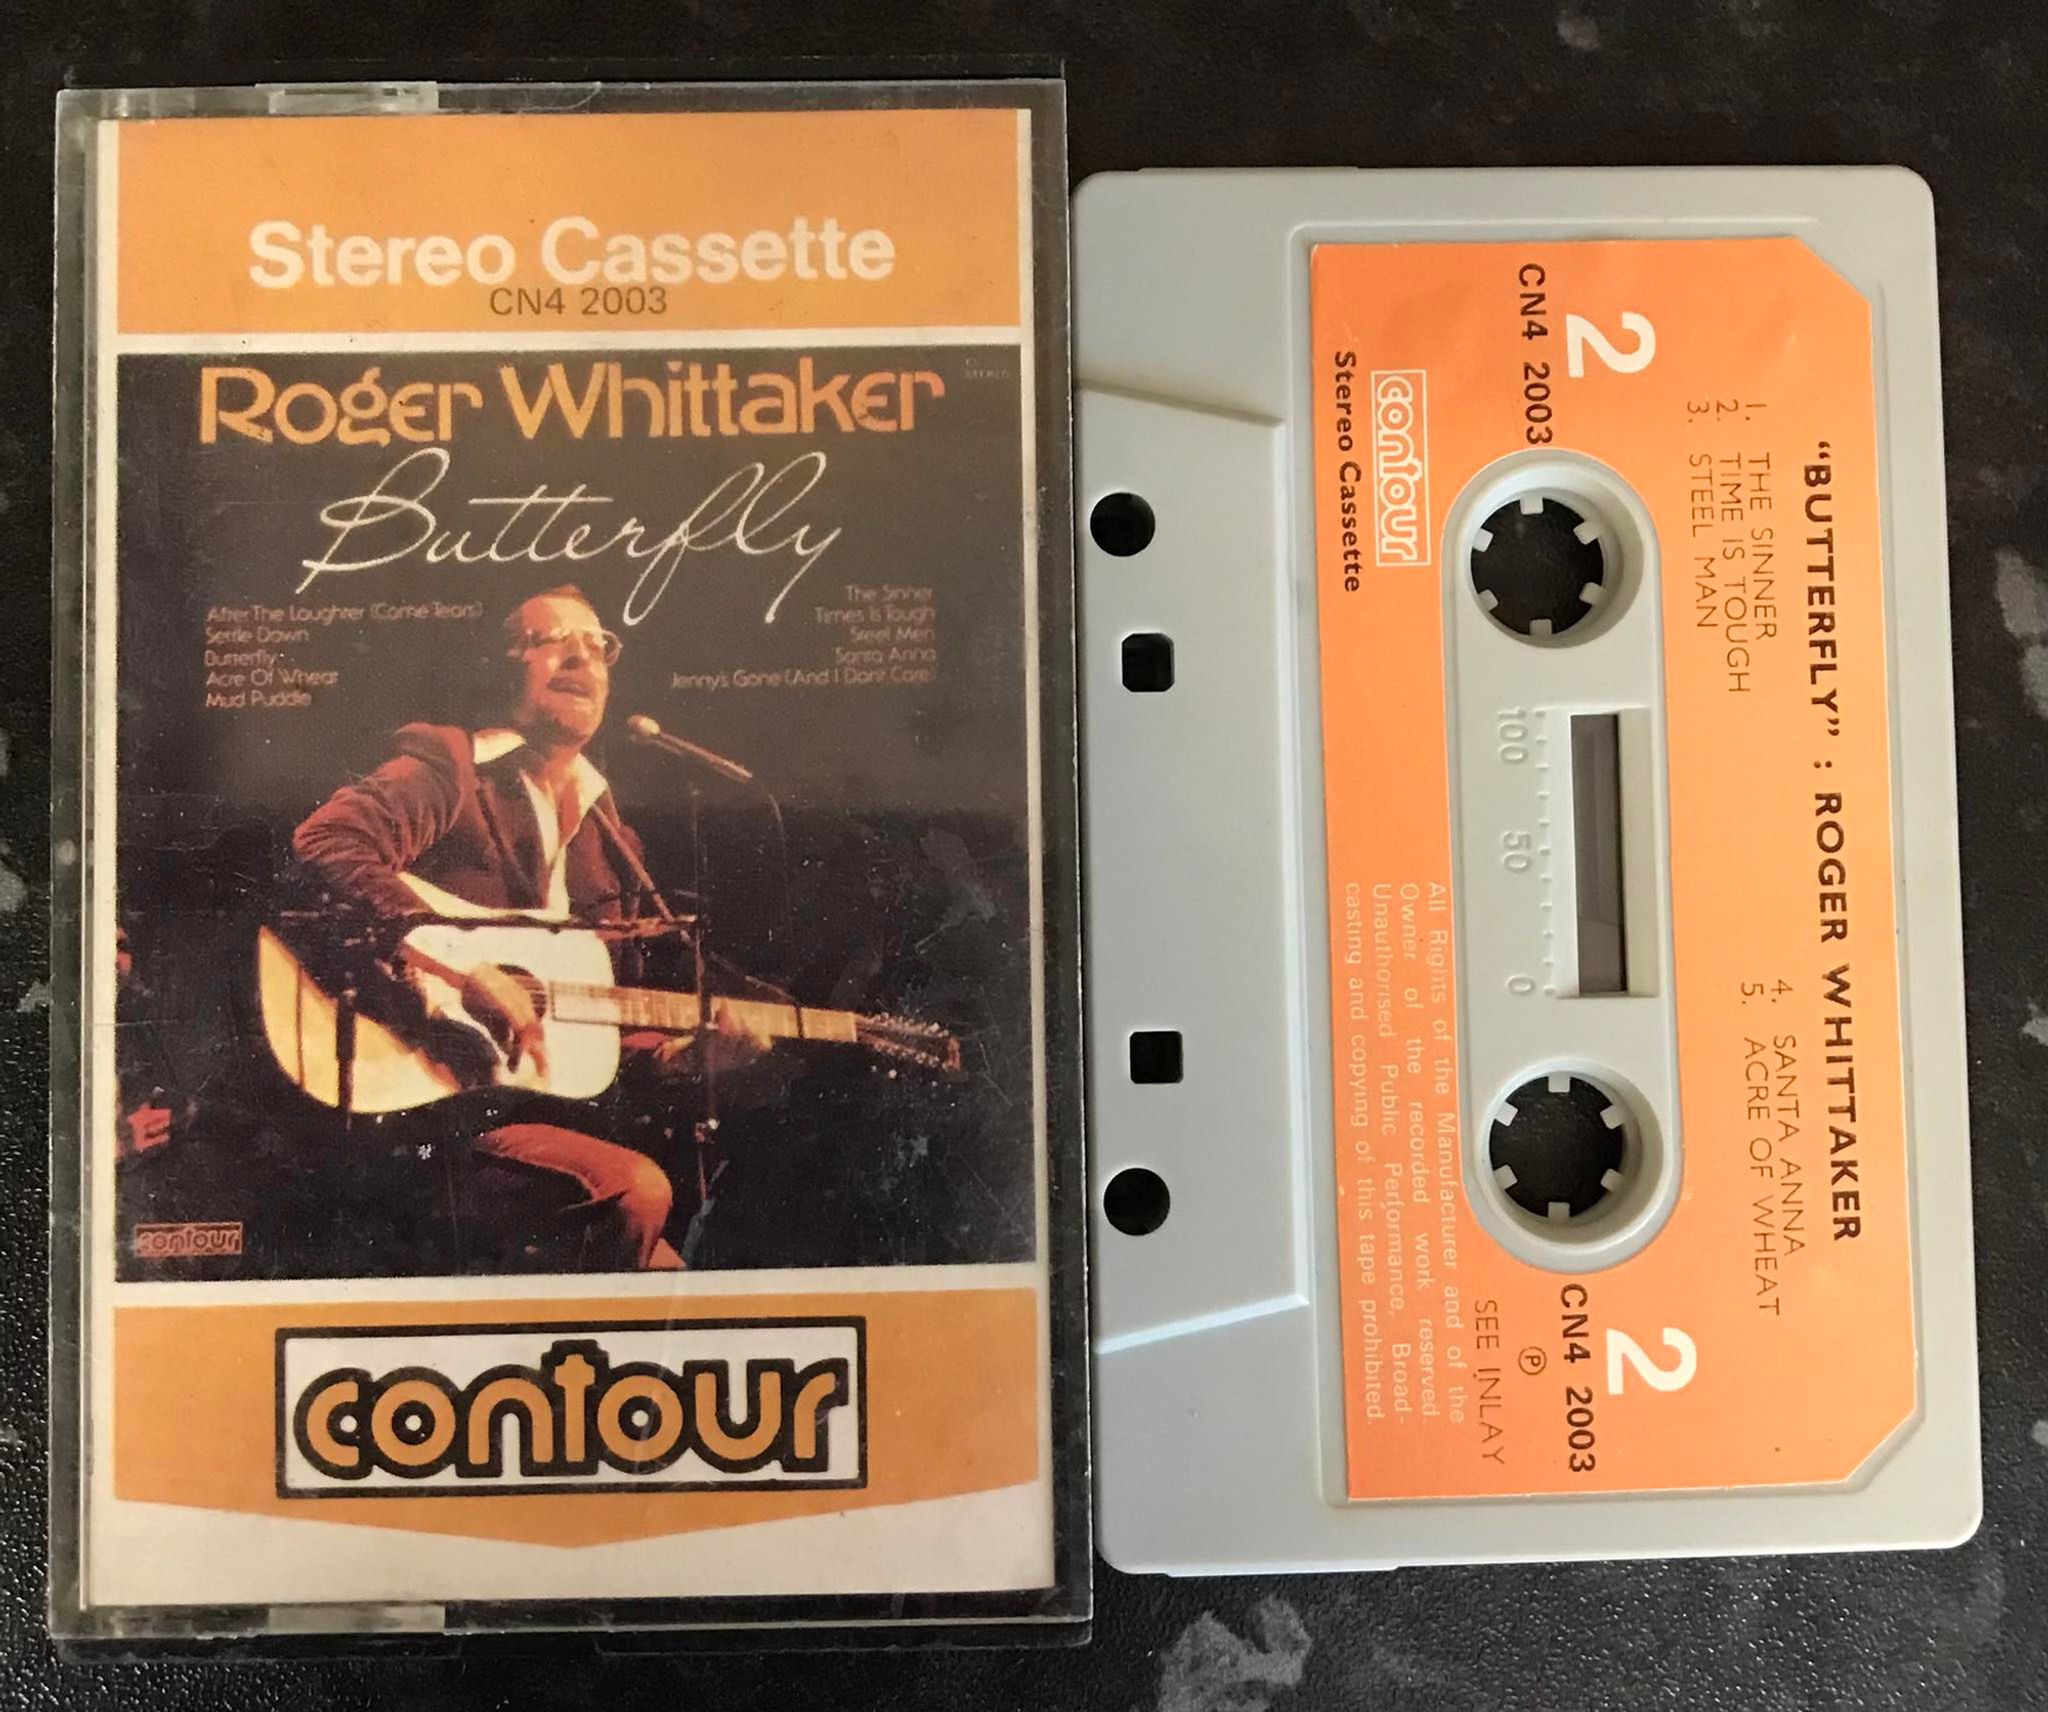 Stereo Cassette
CN4 2003
Roger Whittaker
STEREO
Butterfly
After The Laughter (Come Tears)
Settle Down
Butterfly
Acre Of Wheat
Mud Puddle
The Sinner
Times Is Tough
Steel Men
Santa Anna
Jenny's Gone (And I Don't Care)
contour
contour
"BUTTERFLY" : ROGER WHITTAKER
1. THE SINNER
2. TIME IS TOUGH
3. STEEL MAN
4. SANTA ANNA
5. ACRE OF WHEAT
2
CN4 2003
2
CN4 2003
100 50 0
contour
Stereo Cassette
Ⓟ
SEE INLAY
All Rights of the Manufacturer and of the
Owner of the recorded work reserved.
Unauthorised Public Performance, Broad-
casting and copying of this tape prohibited.